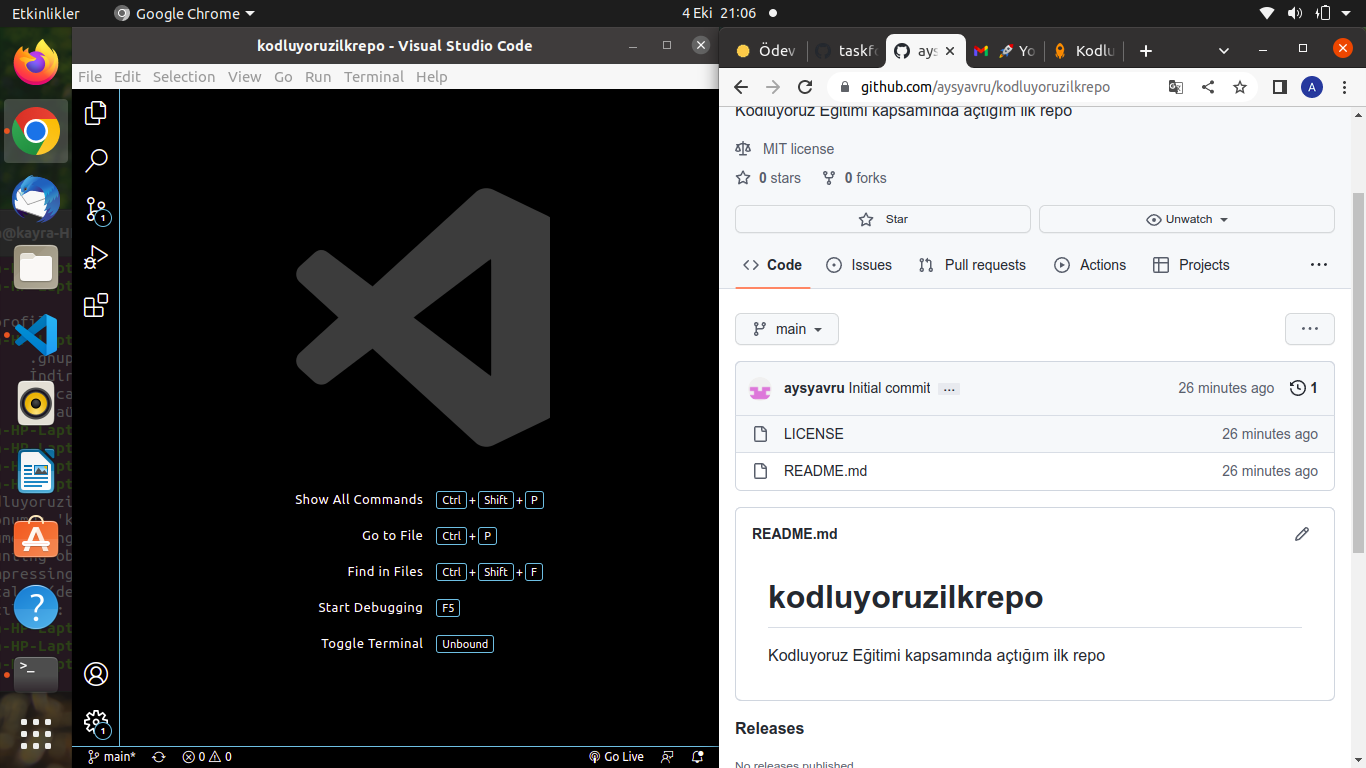 Etkinlikler
Google Chrome
4 Eki 21:06
kodluyoruzilkrepo - Visual Studio Code
File Edit Selection View Go Run Terminal Help
1
Show All Commands Ctrl + Shift + P
Go to File Ctrl + P
Find in Files Ctrl + Shift + F
Start Debugging F5
Toggle Terminal Unbound
1
main* 0 0 Go Live
Ödev
taskfo
ays
Yo
Kodlu
github.com/aysyavru/kodluyoruzilkrepo
A
Kodluyoruz Eğitimi kapsamında açtığım ilk repo
MIT license
0 stars 0 forks
Star Unwatch
Code Issues Pull requests Actions Projects
main
aysyavru Initial commit ... 26 minutes ago 1
LICENSE 26 minutes ago
README.md 26 minutes ago
README.md
kodluyoruzilkrepo
Kodluyoruz Eğitimi kapsamında açtığım ilk repo
Releases
No releases published